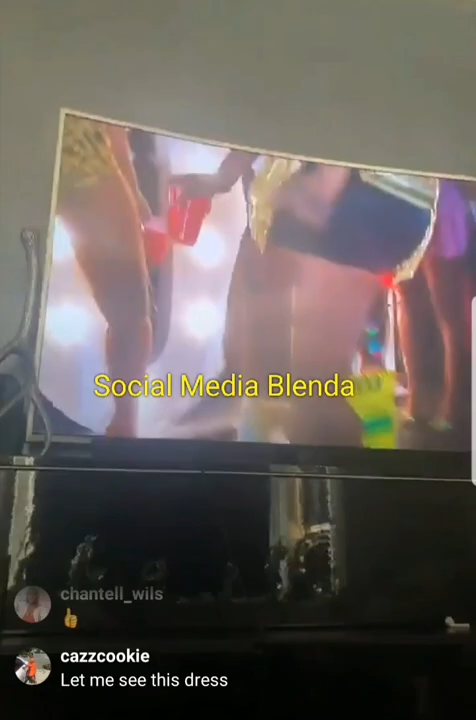 Social Media Blenda
chantell_wils
👍
cazzcookie
Let me see this dress